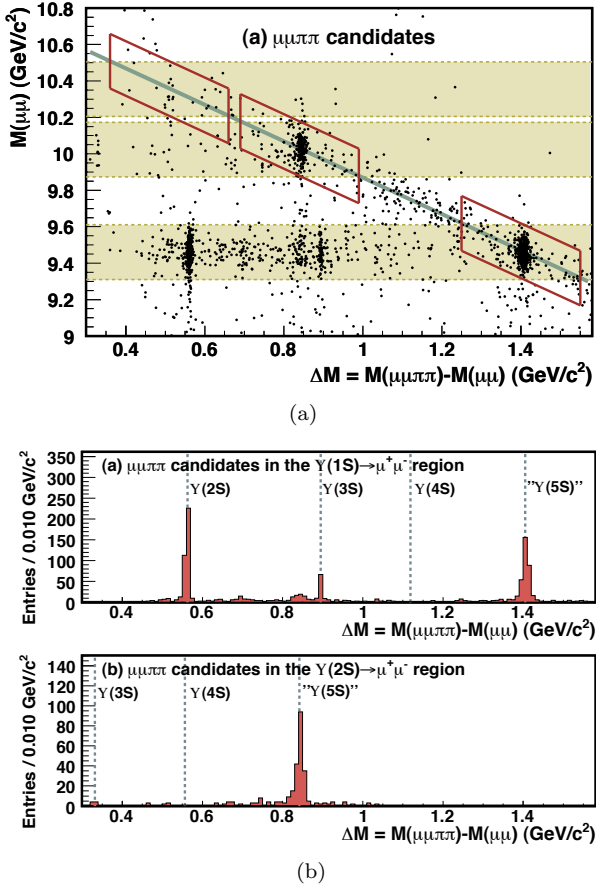 M(μμ) (GeV/c²)
10.8
10.6
10.4
10.2
10
9.8
9.6
9.4
9.2
9
(a) μμππ candidates
0.4 0.6 0.8 1 1.2 1.4
ΔM = M(μμππ)-M(μμ) (GeV/c²)
(a)
Entries / 0.010 GeV/c²
350
300
250
200
150
100
50
0
(a) μμππ candidates in the Υ(1S)→μ⁺μ⁻ region
Υ(2S) Υ(3S) Υ(4S) "Υ(5S)"
0.4 0.6 0.8 1 1.2 1.4
ΔM = M(μμππ)-M(μμ) (GeV/c²)
Entries / 0.010 GeV/c²
140
120
100
80
60
40
20
0
(b) μμππ candidates in the Υ(2S)→μ⁺μ⁻ region
Υ(3S) Υ(4S) "Υ(5S)"
0.4 0.6 0.8 1 1.2 1.4
ΔM = M(μμππ)-M(μμ) (GeV/c²)
(b)